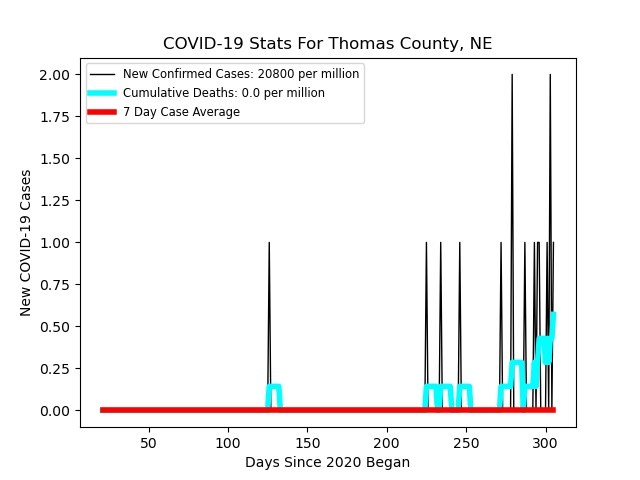 COVID-19 Stats For Thomas County, NE
New Confirmed Cases: 20800 per million
Cumulative Deaths: 0.0 per million
7 Day Case Average
New COVID-19 Cases
2.00
1.75
1.50
1.25
1.00
0.75
0.50
0.25
0.00
50 100 150 200 250 300
Days Since 2020 Began